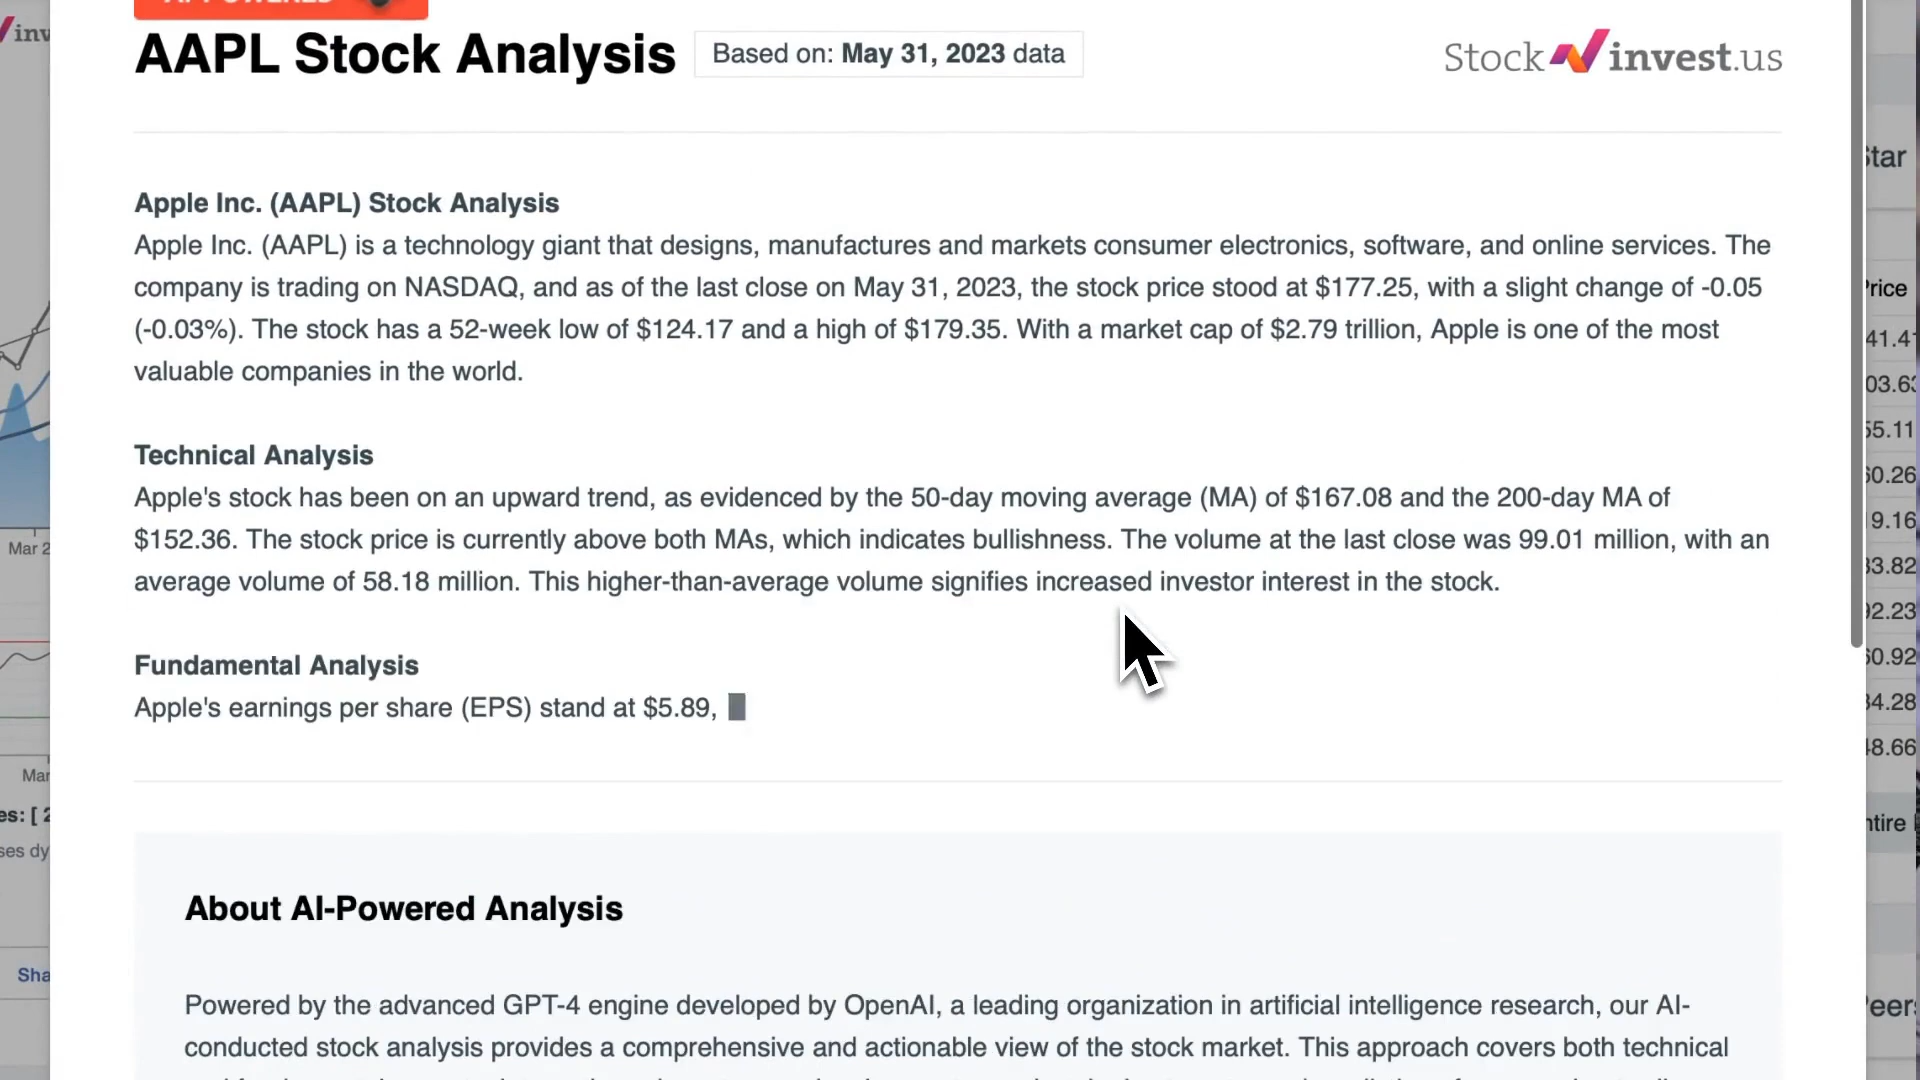 AAPL Stock Analysis
Based on: May 31, 2023 data
Stock invest.us
Apple Inc. (AAPL) Stock Analysis
Apple Inc. (AAPL) is a technology giant that designs, manufactures and markets consumer electronics, software, and online services. The
company is trading on NASDAQ, and as of the last close on May 31, 2023, the stock price stood at $177.25, with a slight change of -0.05
(-0.03%). The stock has a 52-week low of $124.17 and a high of $179.35. With a market cap of $2.79 trillion, Apple is one of the most
valuable companies in the world.
Technical Analysis
Apple's stock has been on an upward trend, as evidenced by the 50-day moving average (MA) of $167.08 and the 200-day MA of
$152.36. The stock price is currently above both MAs, which indicates bullishness. The volume at the last close was 99.01 million, with an
average volume of 58.18 million. This higher-than-average volume signifies increased investor interest in the stock.
Fundamental Analysis
Apple's earnings per share (EPS) stand at $5.89,
About AI-Powered Analysis
Powered by the advanced GPT-4 engine developed by OpenAI, a leading organization in artificial intelligence research, our AI-
conducted stock analysis provides a comprehensive and actionable view of the stock market. This approach covers both technical